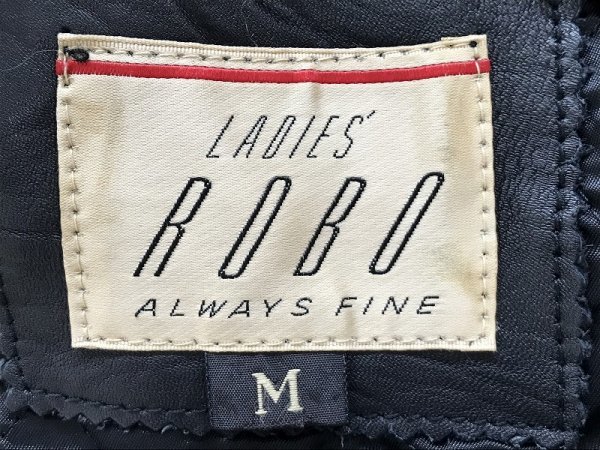 LADIES'
ROBO
ALWAYS FINE
M